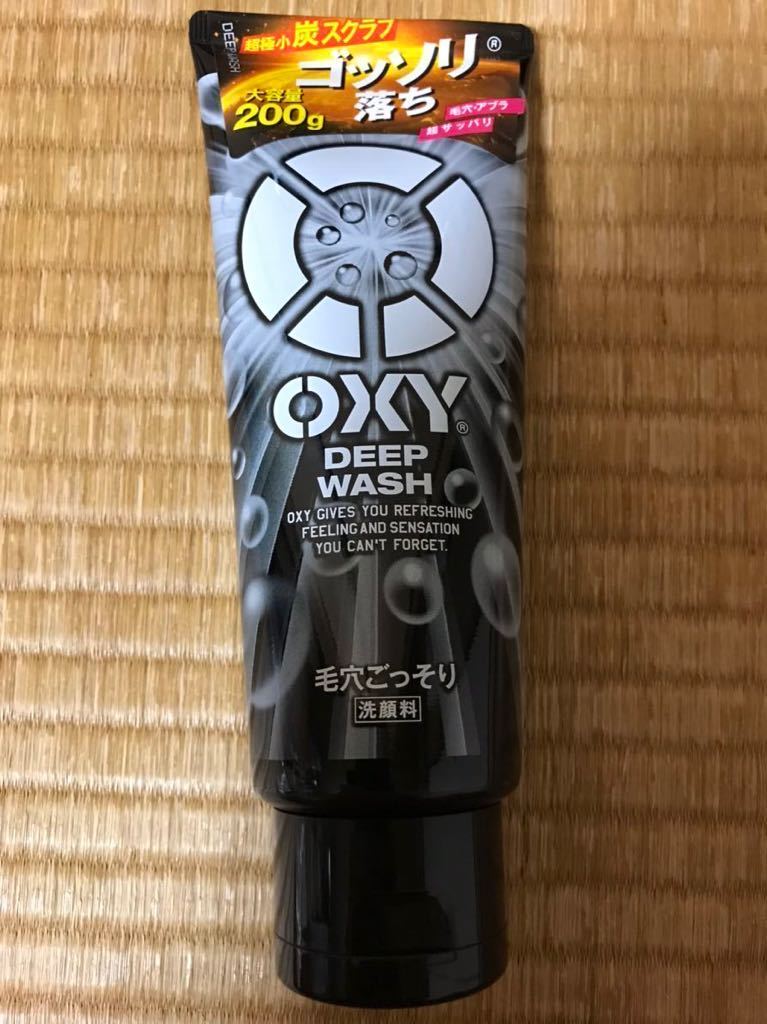 DEEP WASH
超極小 炭スクラブ
ゴッソリ®
落ち
大容量
200g
毛穴・アブラ
超サッパリ
OXY®
DEEP
WASH
OXY GIVES YOU REFRESHING
FEELING AND SENSATION
YOU CAN'T FORGET.
毛穴ごっそり
洗顔料